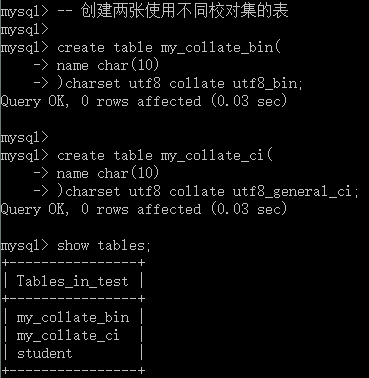 mysql> -- 创建两张使用不同校对集的表
mysql>
mysql> create table my_collate_bin(
    -> name char(10)
    -> )charset utf8 collate utf8_bin;
Query OK, 0 rows affected (0.03 sec)
mysql>
mysql> create table my_collate_ci(
    -> name char(10)
    -> )charset utf8 collate utf8_general_ci;
Query OK, 0 rows affected (0.03 sec)
mysql> show tables;
+----------------+
| Tables_in_test |
+----------------+
| my_collate_bin |
| my_collate_ci  |
| student        |
+----------------+